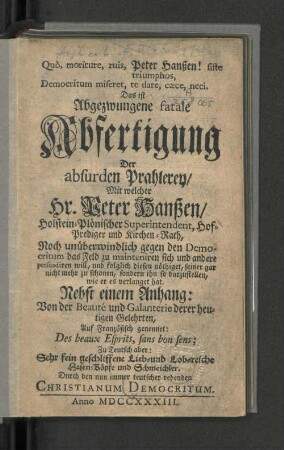 Quò, moriture, ruis, Peter Hanßen! siste
triumphos,
Democritum miseret, te dare, cæce, neci.
Das ist
Abgezwungene fatale
Abfertigung
Der
absurden Prahlerey/
Mit welcher
Hr. Peter Hanßen/
Holstein-Plönischer Superintendent, Hof-
Prediger und Kirchen-Rath,
Noch unüberwindlich gegen den Demo-
critum das Feld zu mainteniren sich und andere
persuadiren will, und folglich diesen nöthiget, seiner gar
nicht mehr zu schonen, sondern ihn so darzustellen,
wie er es verlanget hat.
Nebst einem Anhang:
Von der Beauté und Galanterie derer heu-
tigen Gelehrten,
Auf Französisch genennet:
Des beaux Esprits, sans bon sens;
Zu Teutsch aber:
Sehr fein geschliffene Lieb- und Lobsreiche
Hasen-Köpfe und Schmeichler.
Durch den nun immer teutscher redenden
CHRISTIANUM DEMOCRITUM.
Anno MDCCXXXIII.